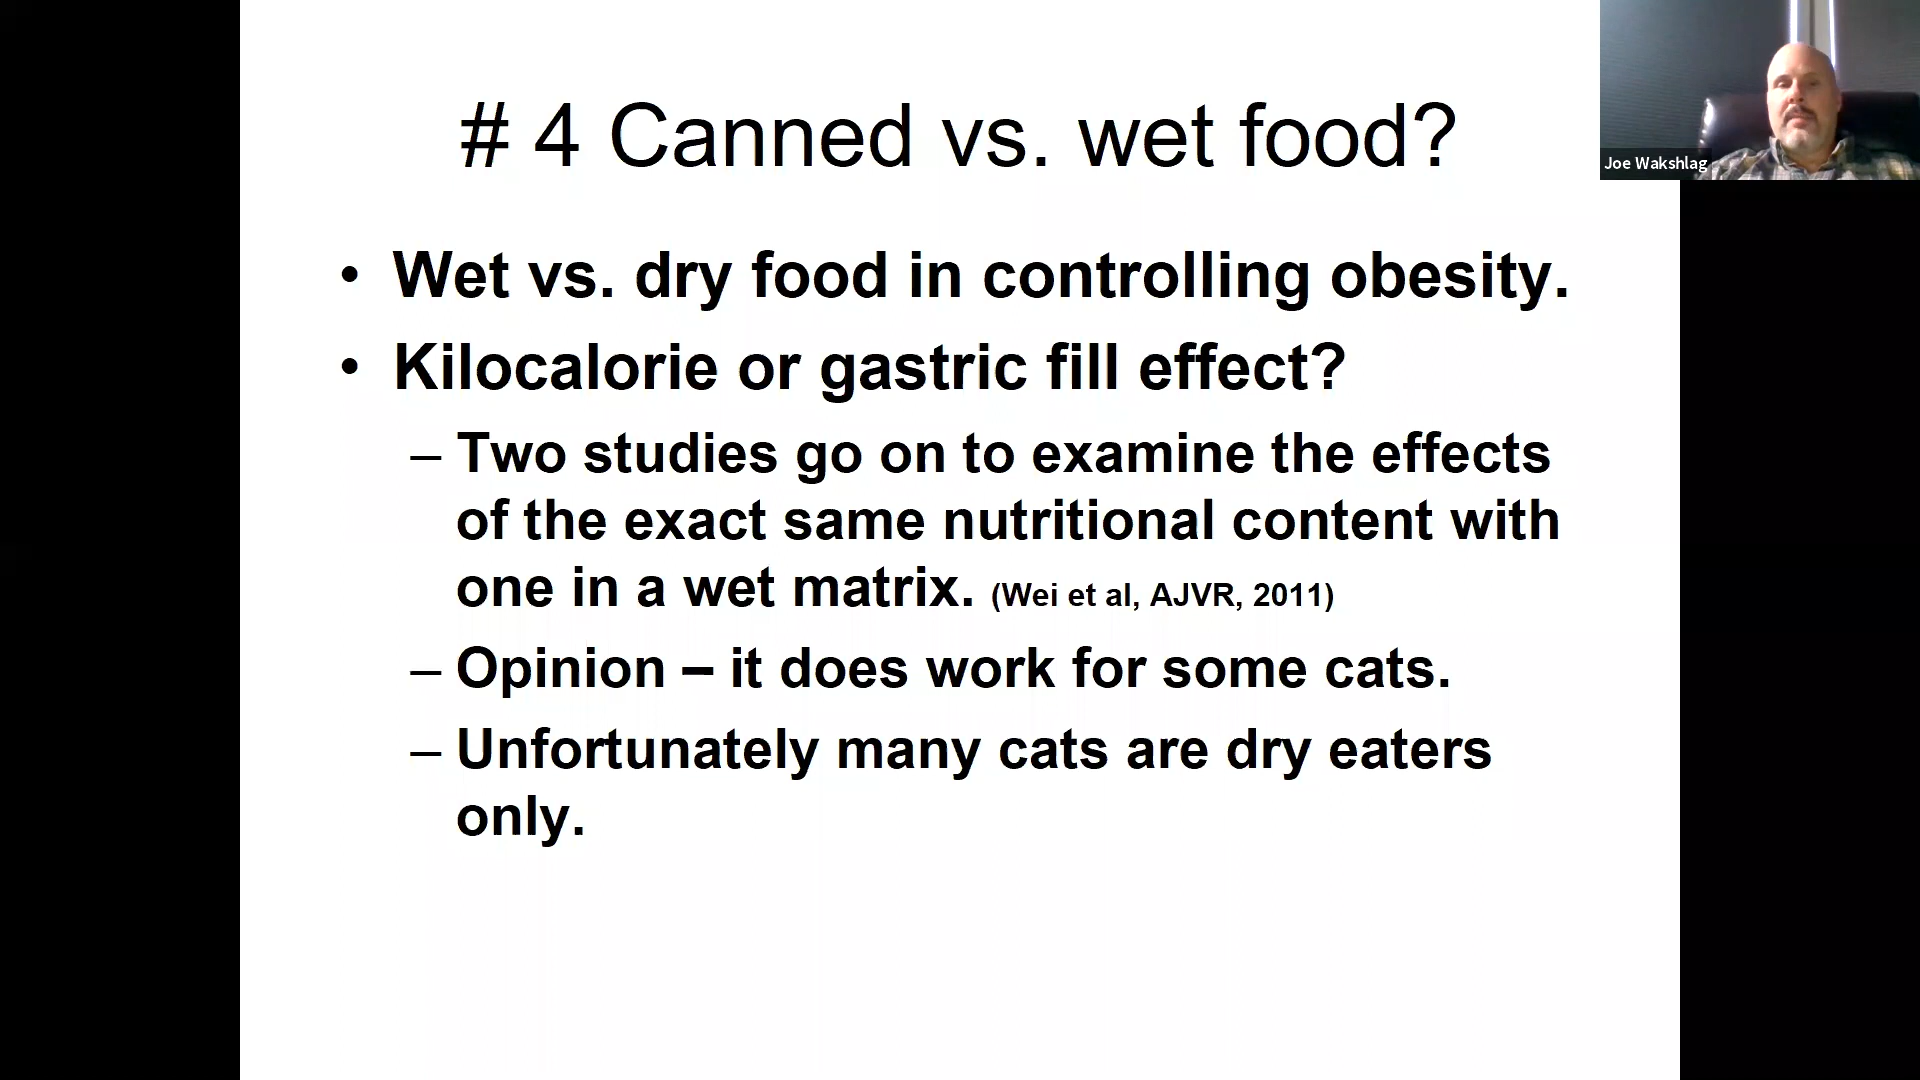 # 4 Canned vs. wet food?
Joe Wakshlag
• Wet vs. dry food in controlling obesity.
• Kilocalorie or gastric fill effect?
– Two studies go on to examine the effects
of the exact same nutritional content with
one in a wet matrix. (Wei et al, AJVR, 2011)
– Opinion – it does work for some cats.
– Unfortunately many cats are dry eaters
only.